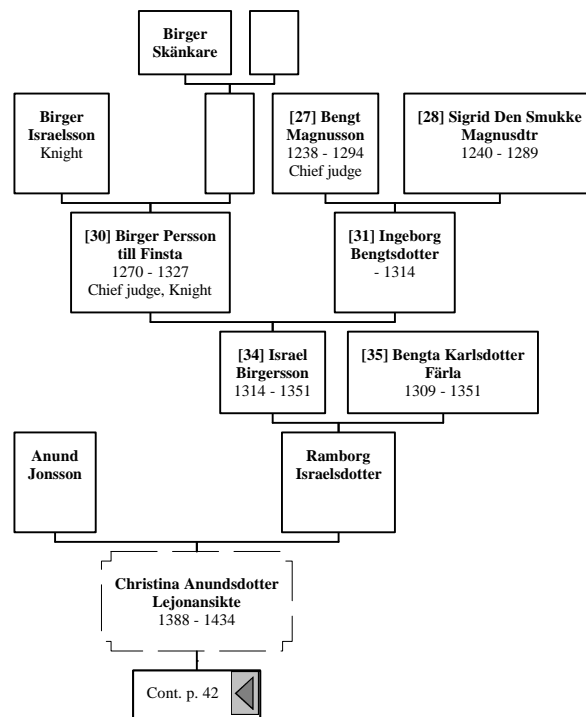 Birger
Skänkare
Birger
Israelsson
Knight
[27] Bengt
Magnusson
1238 - 1294
Chief judge
[28] Sigrid Den Smukke
Magnusdtr
1240 - 1289
[30] Birger Persson
till Finsta
1270 - 1327
Chief judge, Knight
[31] Ingeborg
Bengtsdotter
- 1314
[34] Israel
Birgersson
1314 - 1351
[35] Bengta Karlsdotter
Färla
1309 - 1351
Anund
Jonsson
Ramborg
Israelsdotter
Christina Anundsdotter
Lejonansikte
1388 - 1434
Cont. p. 42